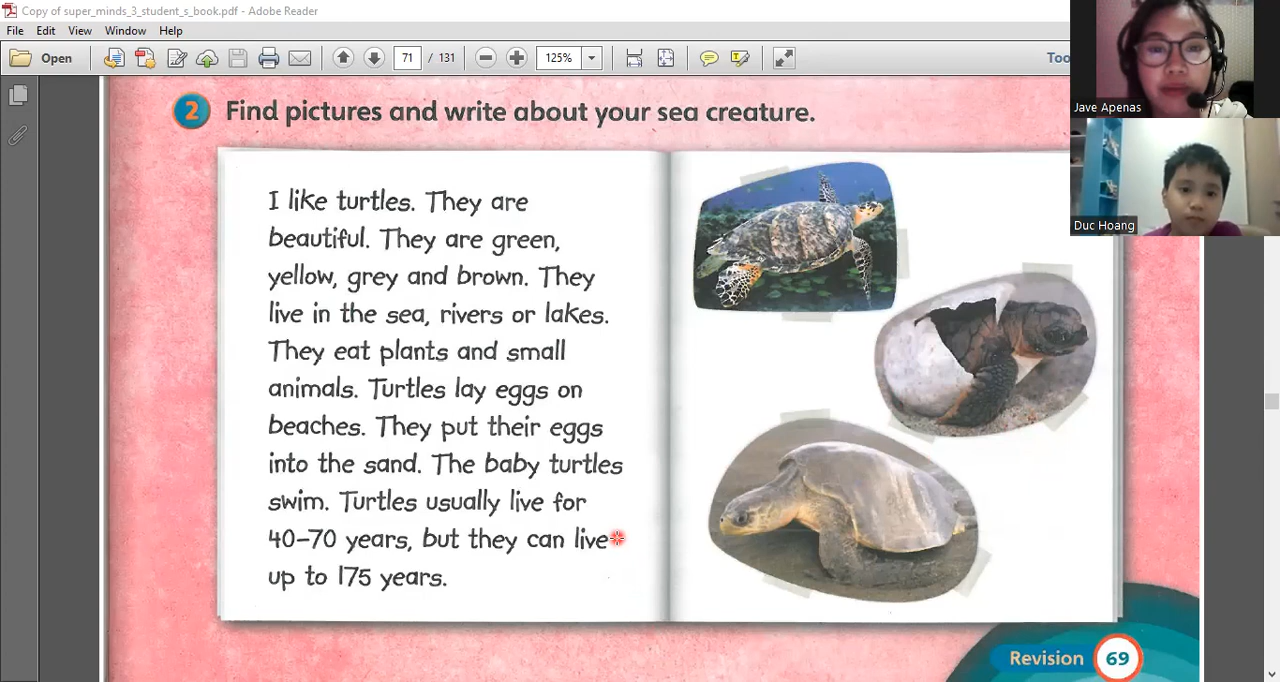 Copy of super_minds_3_student_s_book.pdf - Adobe Reader
File Edit View Window Help
Open 71 / 131 125% Too
Jave Apenas
Duc Hoang
2 Find pictures and write about your sea creature.
I like turtles. They are
beautiful. They are green,
yellow, grey and brown. They
live in the sea, rivers or lakes.
They eat plants and small
animals. Turtles lay eggs on
beaches. They put their eggs
into the sand. The baby turtles
swim. Turtles usually live for
40–70 years, but they can live
up to 175 years.
Revision 69